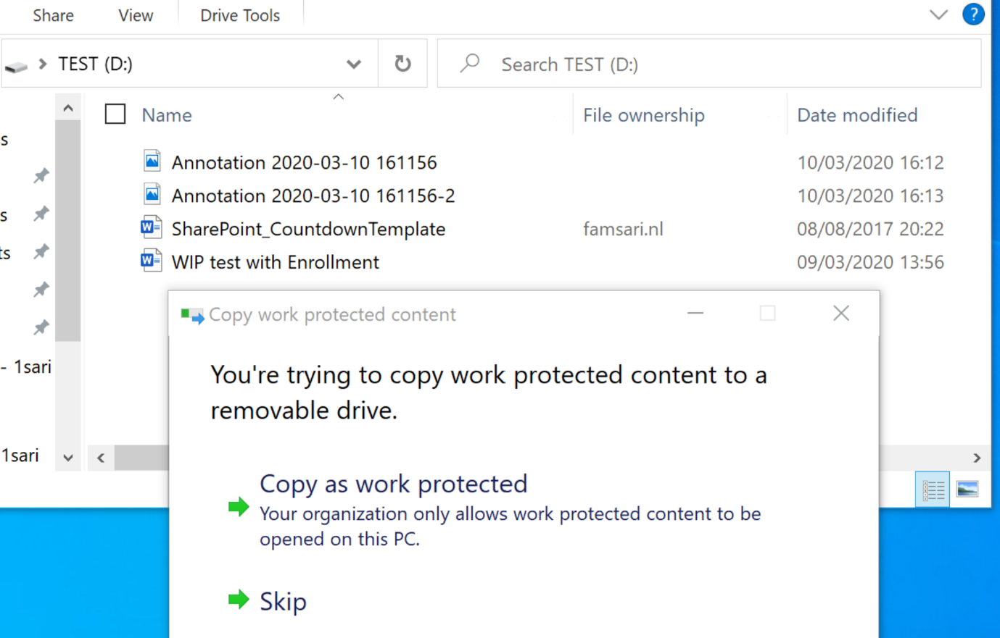 Share View Drive Tools
?
TEST (D:) Search TEST (D:)
Name File ownership Date modified
s
Annotation 2020-03-10 161156 10/03/2020 16:12
Annotation 2020-03-10 161156-2 10/03/2020 16:13
s
SharePoint_CountdownTemplate famsari.nl 08/08/2017 20:22
ts
WIP test with Enrollment 09/03/2020 13:56
Copy work protected content
- 1sari
You're trying to copy work protected content to a
removable drive.
1sari
Copy as work protected
Your organization only allows work protected content to be
opened on this PC.
Skip